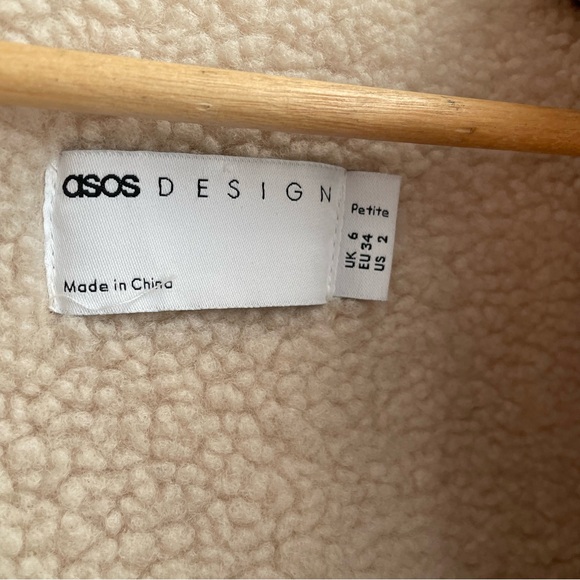 asos DESIGN
Made in China
Petite
UK 6
EU 34
US 2